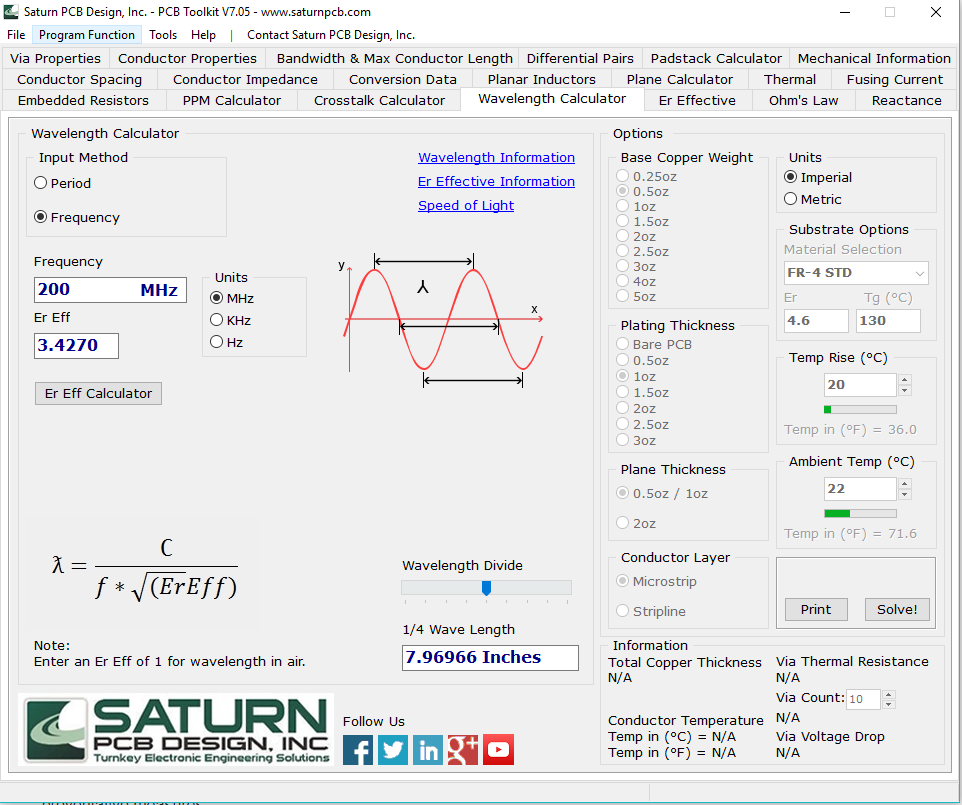 Saturn PCB Design, Inc. - PCB Toolkit V7.05 - www.saturnpcb.com
File Program Function Tools Help | Contact Saturn PCB Design, Inc.
Via Properties Conductor Properties Bandwidth & Max Conductor Length Differential Pairs Padstack Calculator Mechanical Information
Conductor Spacing Conductor Impedance Conversion Data Planar Inductors Plane Calculator Thermal Fusing Current
Embedded Resistors PPM Calculator Crosstalk Calculator Wavelength Calculator Er Effective Ohm's Law Reactance
Wavelength Calculator
Input Method
Period
Frequency
Wavelength Information
Er Effective Information
Speed of Light
Frequency
200 MHz
Units
MHz
KHz
Hz
Er Eff
3.4270
Er Eff Calculator
y
⅄
x
ƛ = C
f * √(ErEff)
Wavelength Divide
1/4 Wave Length
7.96966 Inches
Note:
Enter an Er Eff of 1 for wavelength in air.
SATURN
PCB DESIGN, INC
Turnkey Electronic Engineering Solutions
Follow Us
f
in
g+
Options
Base Copper Weight
0.25oz
0.5oz
1oz
1.5oz
2oz
2.5oz
3oz
4oz
5oz
Plating Thickness
Bare PCB
0.5oz
1oz
1.5oz
2oz
2.5oz
3oz
Plane Thickness
0.5oz / 1oz
2oz
Conductor Layer
Microstrip
Stripline
Units
Imperial
Metric
Substrate Options
Material Selection
FR-4 STD
Er Tg (°C)
4.6 130
Temp Rise (°C)
20
Temp in (°F) = 36.0
Ambient Temp (°C)
22
Temp in (°F) = 71.6
Print Solve!
Information
Total Copper Thickness
N/A
Conductor Temperature
Temp in (°C) = N/A
Temp in (°F) = N/A
Via Thermal Resistance
N/A
Via Count: 10
N/A
Via Voltage Drop
N/A